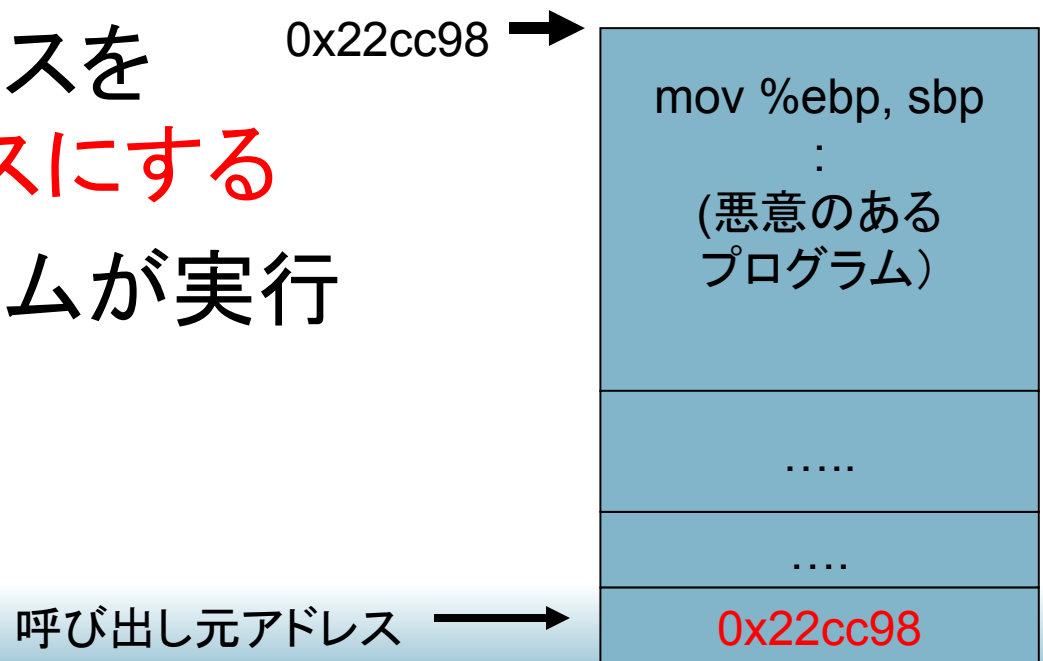 スを
スにする
ムが実行
0x22cc98
mov %ebp, sbp
:
(悪意のある
プログラム）
…..
….
呼び出し元アドレス
0x22cc98